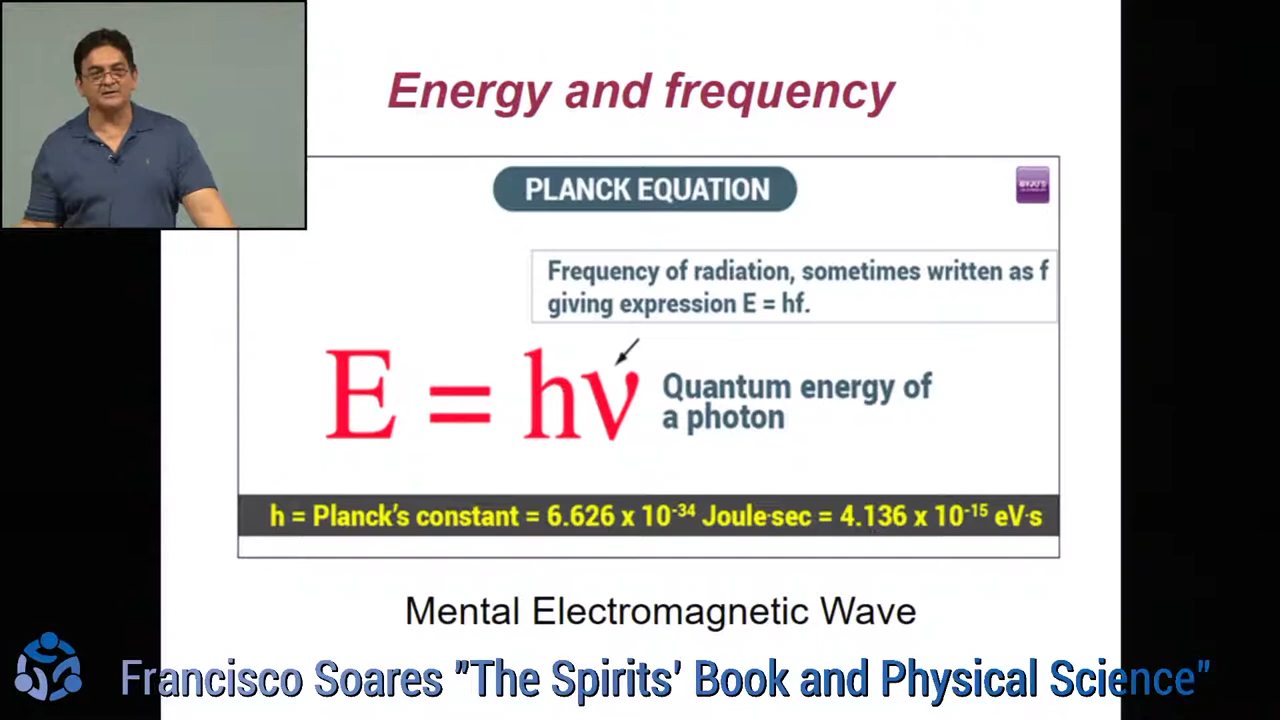 Energy and frequency
PLANCK EQUATION
BYJU'S
Frequency of radiation, sometimes written as f
giving expression E = hf.
E = hν
Quantum energy of
a photon
h = Planck's constant = 6.626 x 10⁻³⁴ Joule·sec = 4.136 x 10⁻¹⁵ eV·s
Mental Electromagnetic Wave
Francisco Soares "The Spirits' Book and Physical Science"